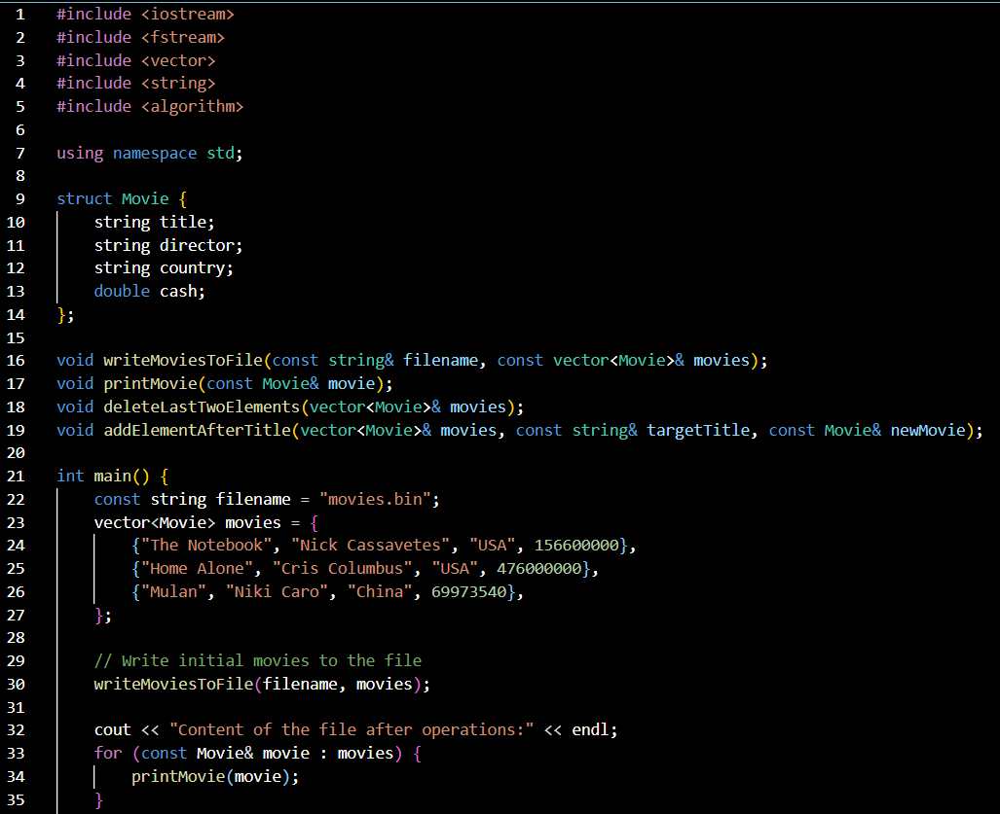 1 #include <iostream>
2 #include <fstream>
3 #include <vector>
4 #include <string>
5 #include <algorithm>
6
7 using namespace std;
8
9 struct Movie {
10     string title;
11     string director;
12     string country;
13     double cash;
14 };
15
16 void writeMoviesToFile(const string& filename, const vector<Movie>& movies);
17 void printMovie(const Movie& movie);
18 void deleteLastTwoElements(vector<Movie>& movies);
19 void addElementAfterTitle(vector<Movie>& movies, const string& targetTitle, const Movie& newMovie);
20
21 int main() {
22     const string filename = "movies.bin";
23     vector<Movie> movies = {
24         {"The Notebook", "Nick Cassavetes", "USA", 156600000},
25         {"Home Alone", "Cris Columbus", "USA", 476000000},
26         {"Mulan", "Niki Caro", "China", 69973540},
27     };
28
29     // Write initial movies to the file
30     writeMoviesToFile(filename, movies);
31
32     cout << "Content of the file after operations:" << endl;
33     for (const Movie& movie : movies) {
34         printMovie(movie);
35     }